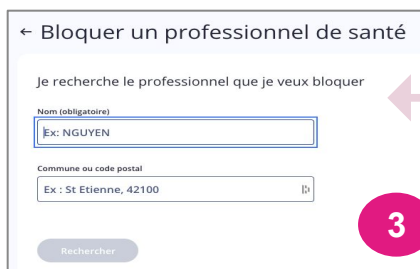 ← Bloquer un professionnel de santé
Je recherche le professionnel que je veux bloquer
Nom (obligatoire)
Ex: NGUYEN
Commune ou code postal
Ex : St Etienne, 42100
Rechercher
3